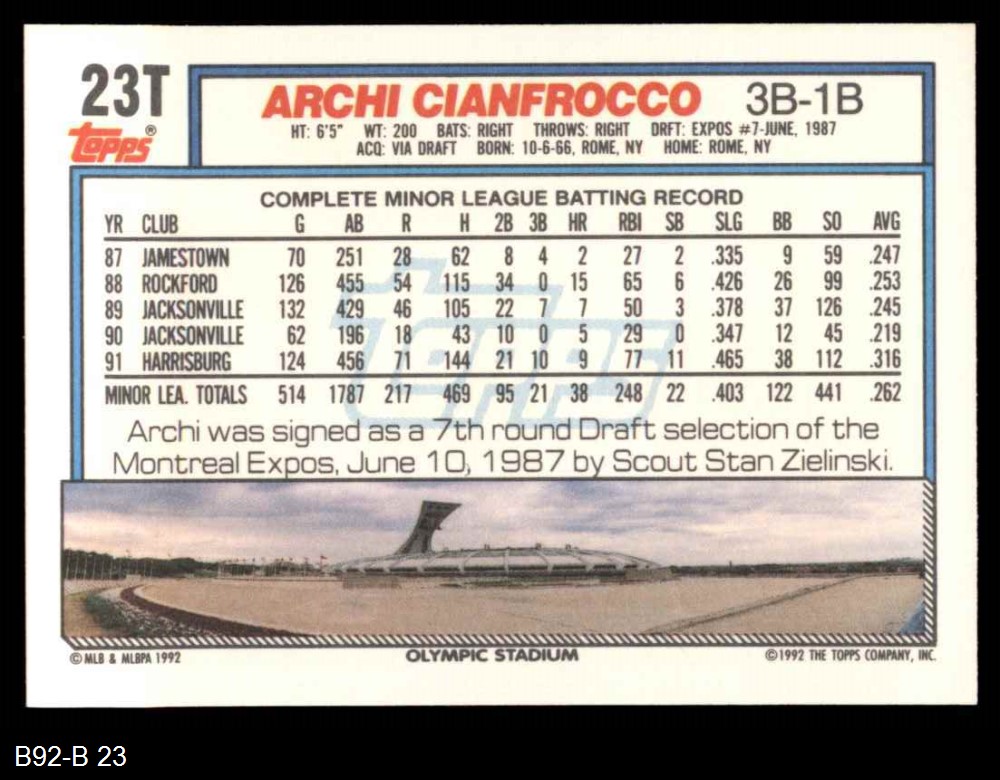 23T
topps®
ARCHI CIANFROCCO 3B-1B
HT: 6'5" WT: 200 BATS: RIGHT THROWS: RIGHT DRFT: EXPOS #7-JUNE, 1987
ACQ: VIA DRAFT BORN: 10-6-66, ROME, NY HOME: ROME, NY
COMPLETE MINOR LEAGUE BATTING RECORD
YR CLUB G AB R H 2B 3B HR RBI SB SLG BB SO AVG
87 JAMESTOWN 70 251 28 62 8 4 2 27 2 .335 9 59 .247
88 ROCKFORD 126 455 54 115 34 0 15 65 6 .426 26 99 .253
89 JACKSONVILLE 132 429 46 105 22 7 7 50 3 .378 37 126 .245
90 JACKSONVILLE 62 196 18 43 10 0 5 29 0 .347 12 45 .219
91 HARRISBURG 124 456 71 144 21 10 9 77 11 .465 38 112 .316
MINOR LEA. TOTALS 514 1787 217 469 95 21 38 248 22 .403 122 441 .262
topps
Archi was signed as a 7th round Draft selection of the
Montreal Expos, June 10, 1987 by Scout Stan Zielinski.
© MLB & MLBPA 1992 OLYMPIC STADIUM ©1992 THE TOPPS COMPANY, INC.
B92-B 23